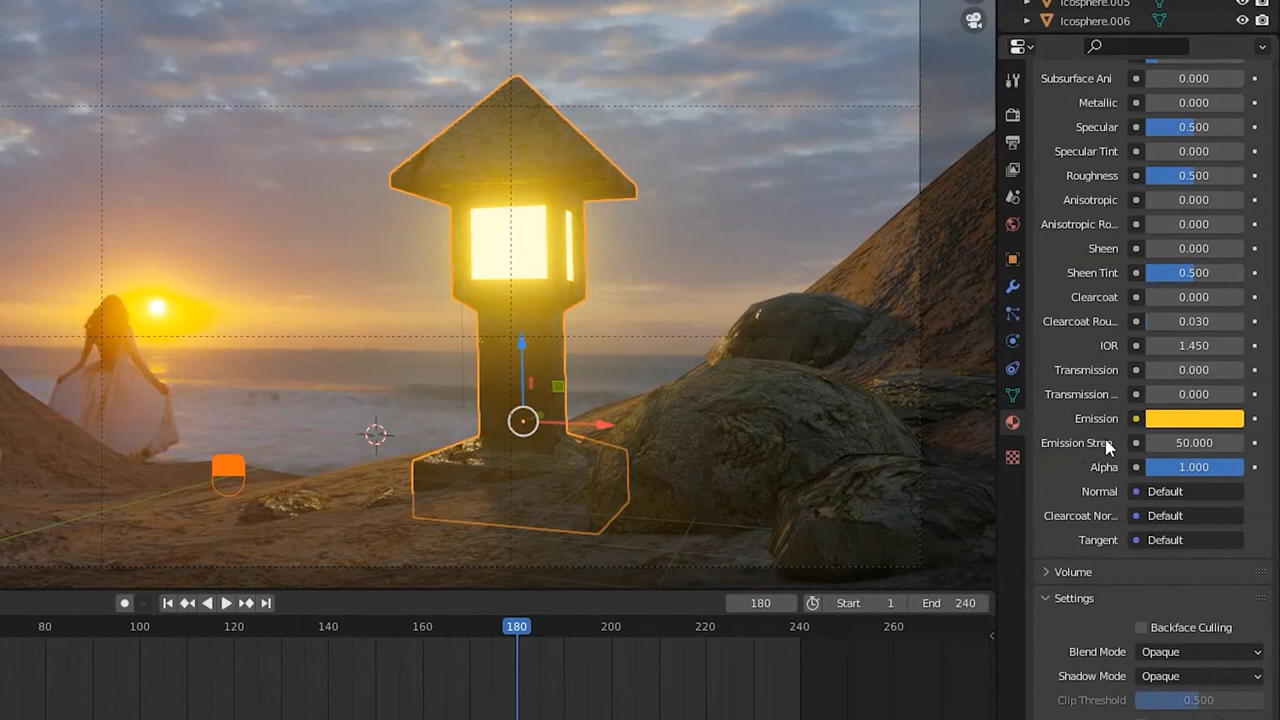 Icosphere.005
Icosphere.006
Subsurface Ani
0.000
Metallic
0.000
Specular
0.500
Specular Tint
0.000
Roughness
0.500
Anisotropic
0.000
Anisotropic Ro...
0.000
Sheen
0.000
Sheen Tint
0.500
Clearcoat
0.000
Clearcoat Rou...
0.030
IOR
1.450
Transmission
0.000
Transmission ...
0.000
Emission
Emission Stre
50.000
Alpha
1.000
Normal
Default
Clearcoat Nor...
Default
Tangent
Default
Volume
Settings
Backface Culling
Blend Mode
Opaque
Shadow Mode
Opaque
Clip Threshold
0.500
180
Start 1
End 240
80 100 120 140 160 180 200 220 240 260